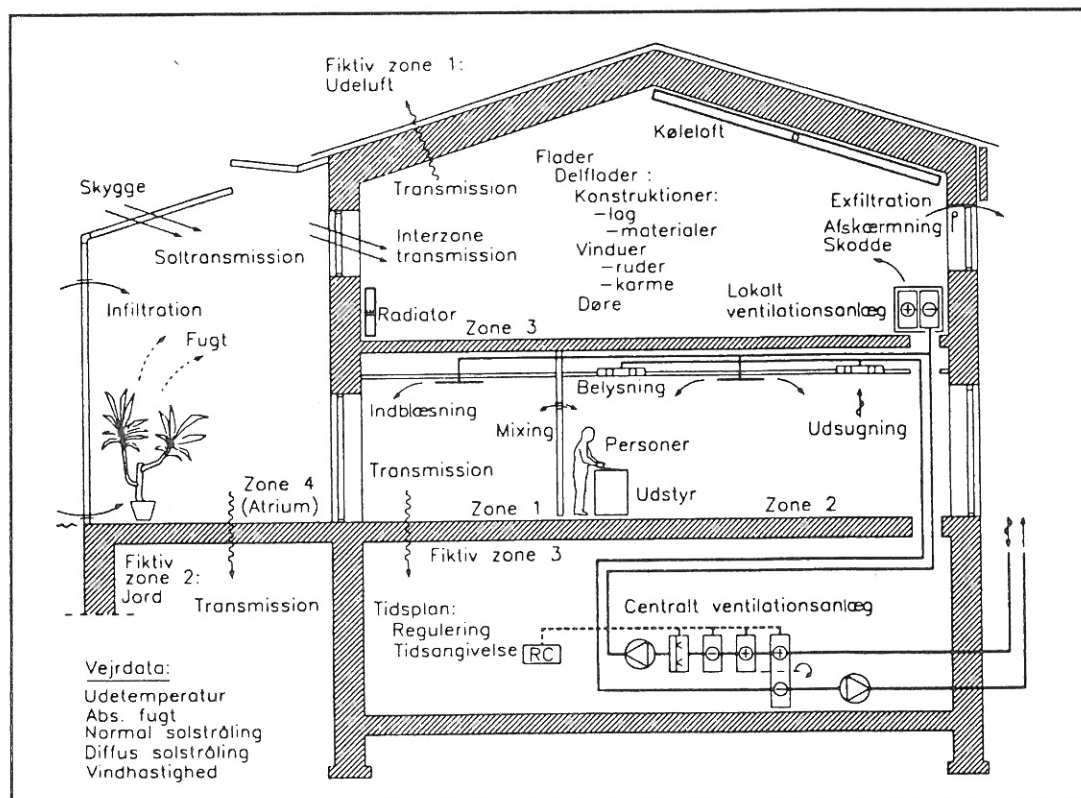 Fiktiv zone 1:
Udeluft
Køleloft
Flader
Delflader :
Konstruktioner:
—lag
—materialer
Vinduer
—ruder
—karme
Døre
Transmission
Skygge
Soltransmission
Interzone
transmission
Exfiltration
Afskærmning
Skodde
Infiltration
Fugt
Radiator
Zone 3
Lokalt
ventilationsanlæg
Indblæsning
Belysning
Mixing
Personer
Udsugning
Transmission
Udstyr
Zone 4
(Atrium)
Zone 1
Zone 2
Fiktiv
zone 2:
Jord
Transmission
Fiktiv zone 3
Tidsplan:
Regulering
Tidsangivelse
RC
Centralt ventilationsanlæg
Vejrdata:
Udetemperatur
Abs. fugt
Normal solstråling
Diffus solstråling
Vindhastighed